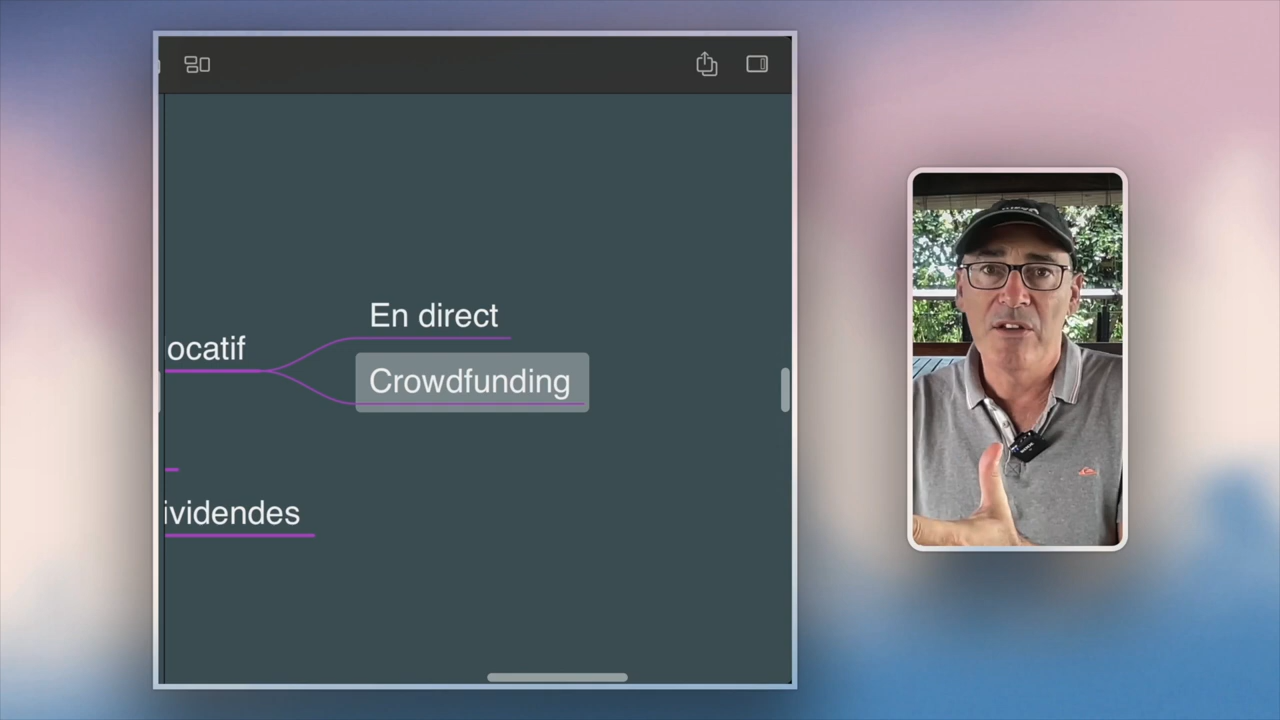 En direct
ocatif
Crowdfunding
ividendes